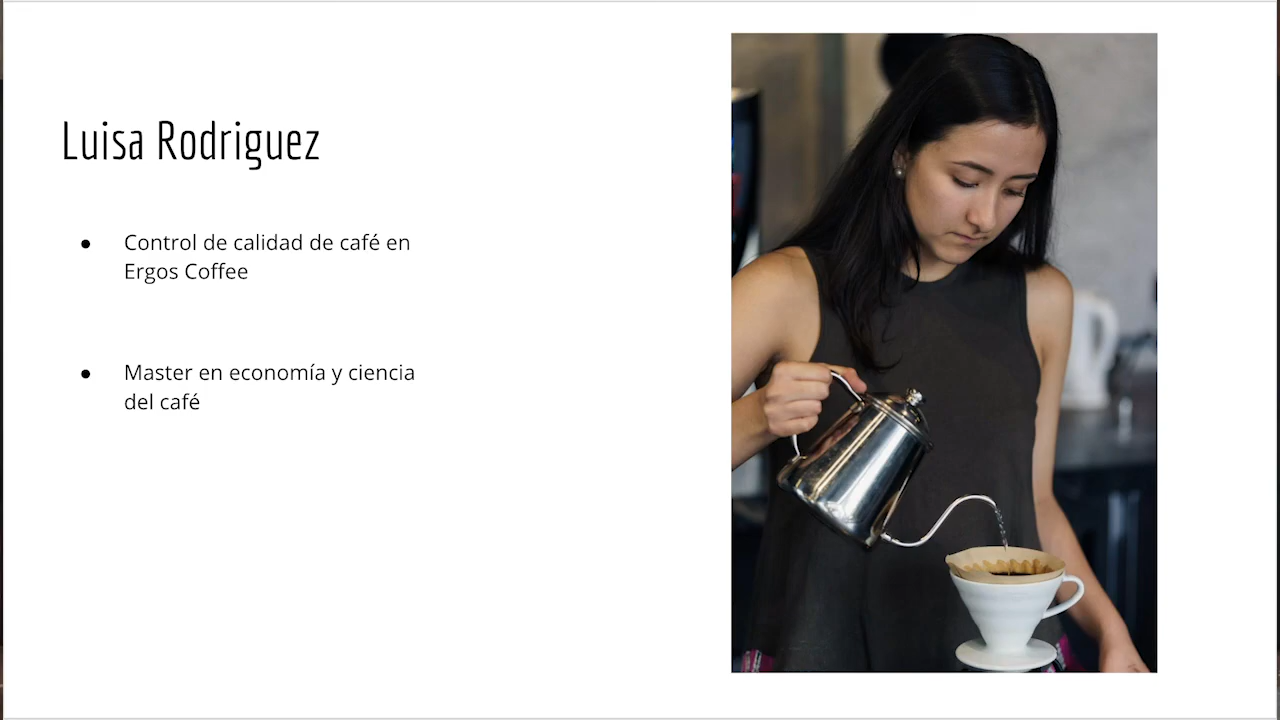 Luisa Rodriguez
● Control de calidad de café en
Ergos Coffee
● Master en economía y ciencia
del café